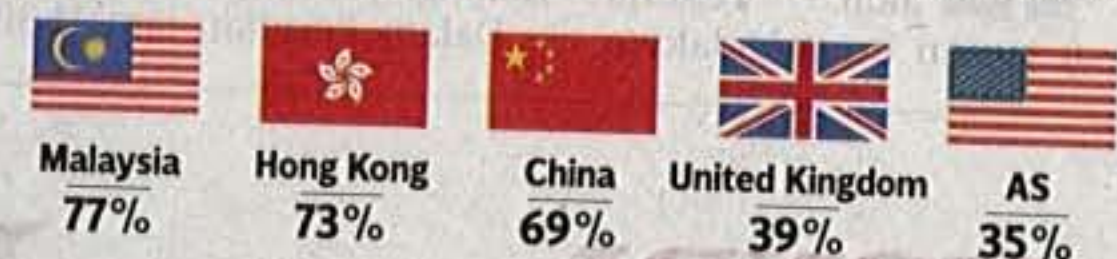 Malaysia
77%
Hong Kong
73%
China
69%
United Kingdom
39%
AS
35%